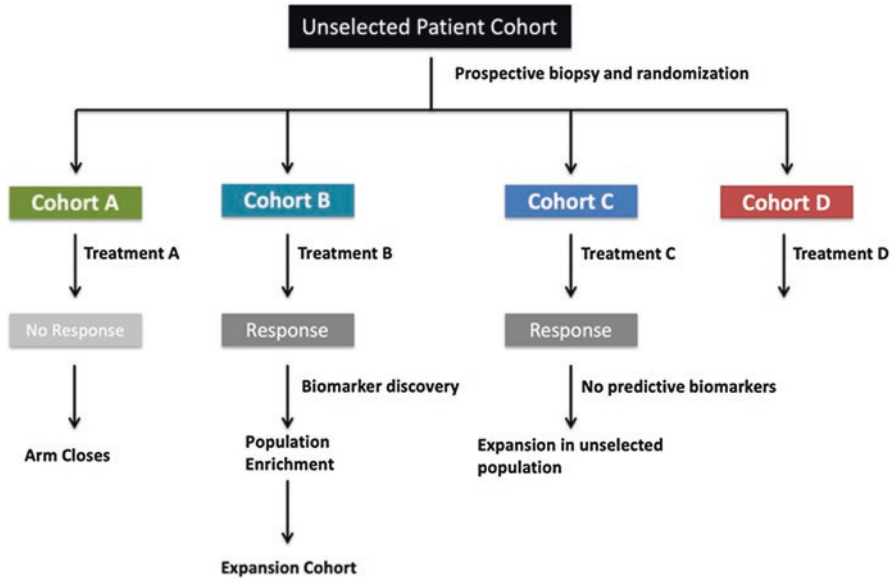 Unselected Patient Cohort
Prospective biopsy and randomization
Cohort A
Cohort B
Cohort C
Cohort D
Treatment A
Treatment B
Treatment C
Treatment D
No Response
Response
Response
Biomarker discovery
No predictive biomarkers
Arm Closes
Population
Enrichment
Expansion in unselected
population
Expansion Cohort